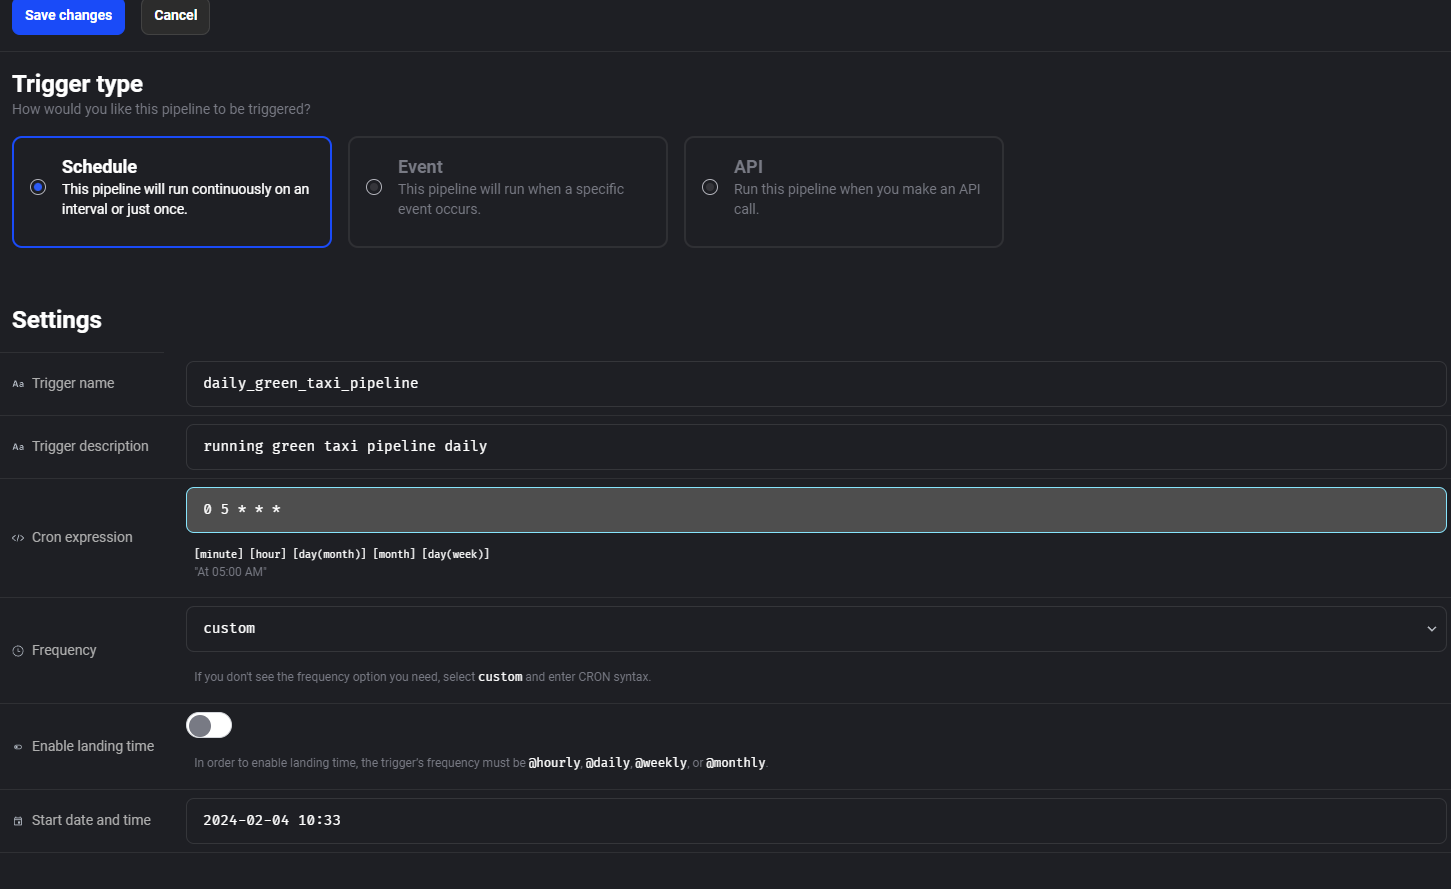 Save changes
Cancel
Trigger type
How would you like this pipeline to be triggered?
Schedule
This pipeline will run continuously on an
interval or just once.
Event
This pipeline will run when a specific
event occurs.
API
Run this pipeline when you make an API
call.
Settings
Aa Trigger name
daily_green_taxi_pipeline
Aa Trigger description
running green taxi pipeline daily
</> Cron expression
0 5 * * *
[minute] [hour] [day(month)] [month] [day(week)]
"At 05:00 AM"
Frequency
custom
If you don't see the frequency option you need, select custom and enter CRON syntax.
Enable landing time
In order to enable landing time, the trigger's frequency must be @hourly, @daily, @weekly, or @monthly.
Start date and time
2024-02-04 10:33